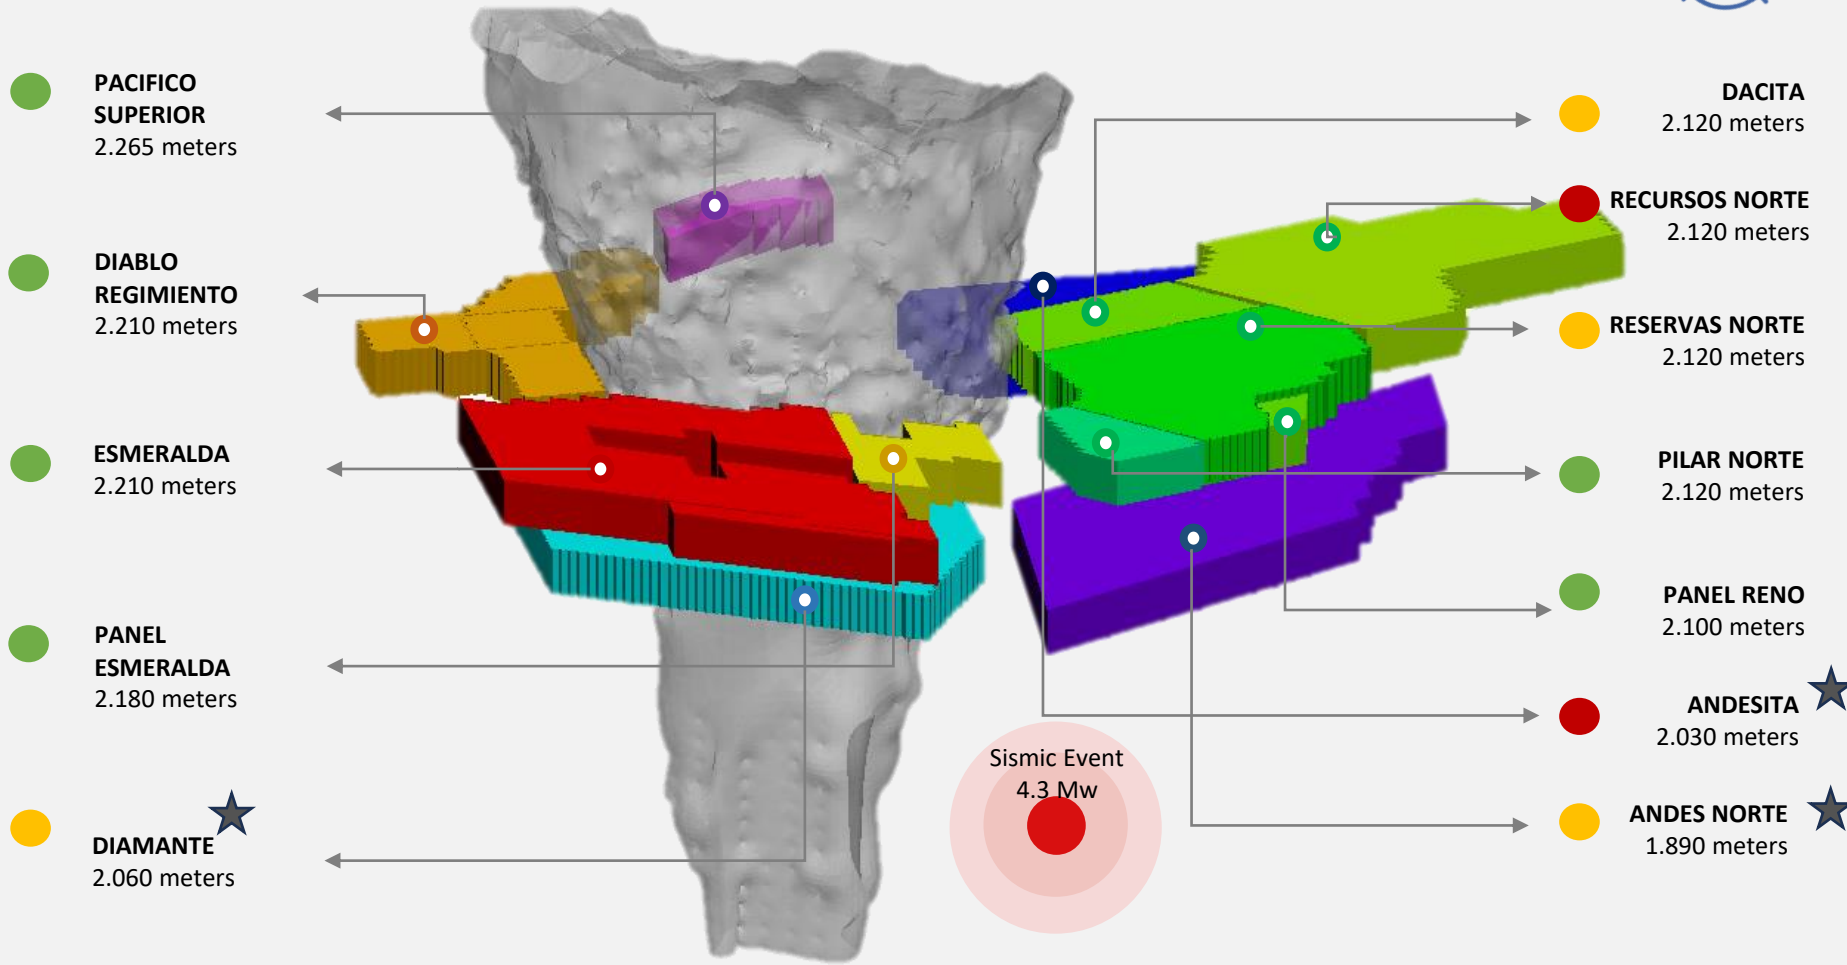 PACIFICO
SUPERIOR
2.265 meters
DIABLO
REGIMIENTO
2.210 meters
ESMERALDA
2.210 meters
PANEL
ESMERALDA
2.180 meters
DIAMANTE
2.060 meters
Sismic Event
4.3 Mw
DACITA
2.120 meters
RECURSOS NORTE
2.120 meters
RESERVAS NORTE
2.120 meters
PILAR NORTE
2.120 meters
PANEL RENO
2.100 meters
ANDESITA
2.030 meters
ANDES NORTE
1.890 meters